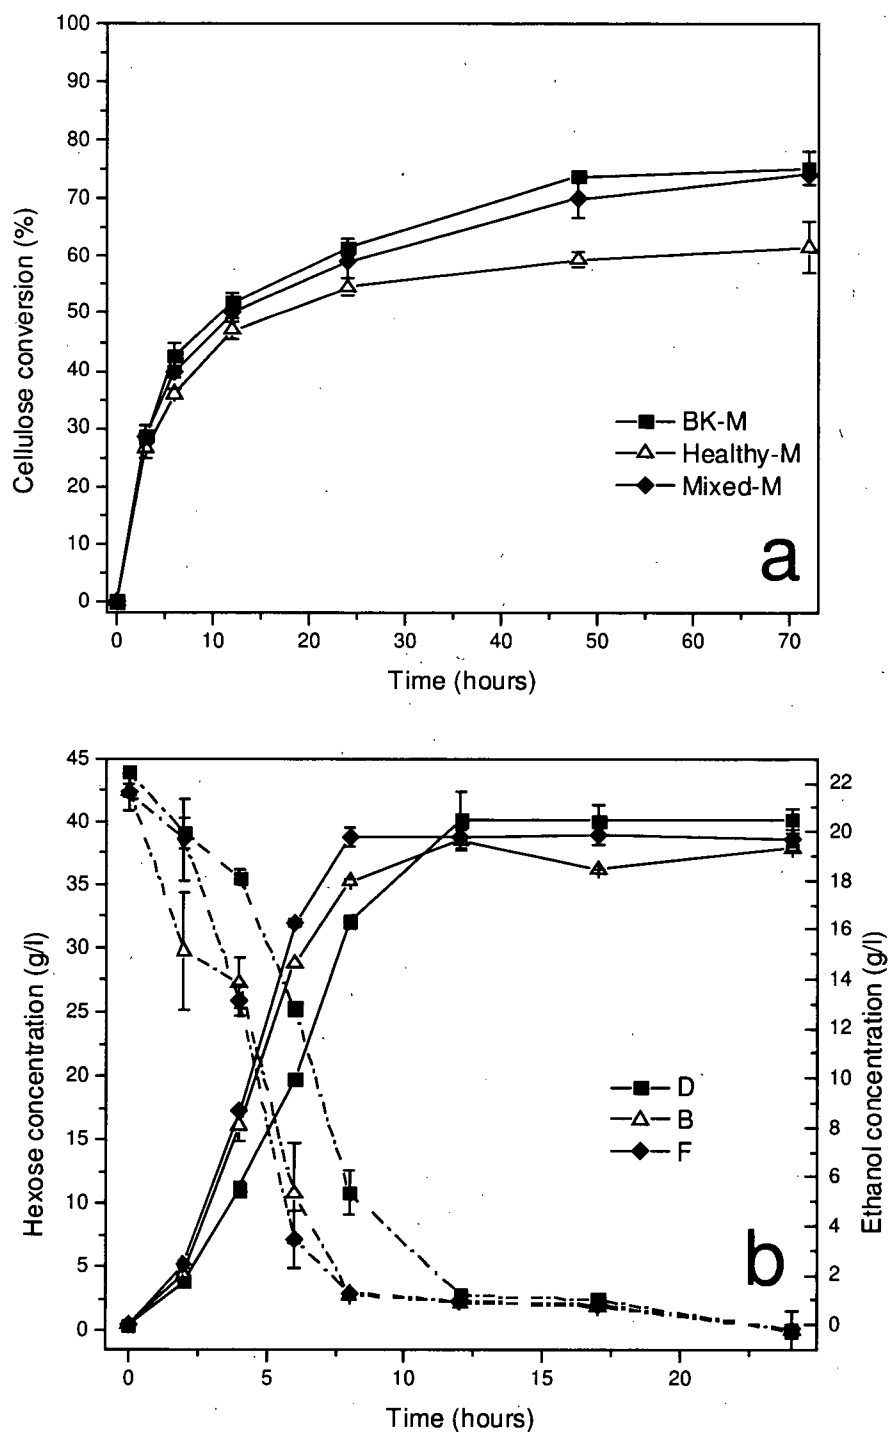 100
90
80
70
60
50
40
30
20
10
0
Cellulose conversion (%)
BK-M
Healthy-M
Mixed-M
a
0 10 20 30 40 50 60 70
Time (hours)
45
40
35
30
25
20
15
10
5
0
Hexose concentration (g/l)
22
20
18
16
14
12
10
8
6
4
2
0
Ethanol concentration (g/l)
D
B
F
b
0 5 10 15 20
Time (hours)